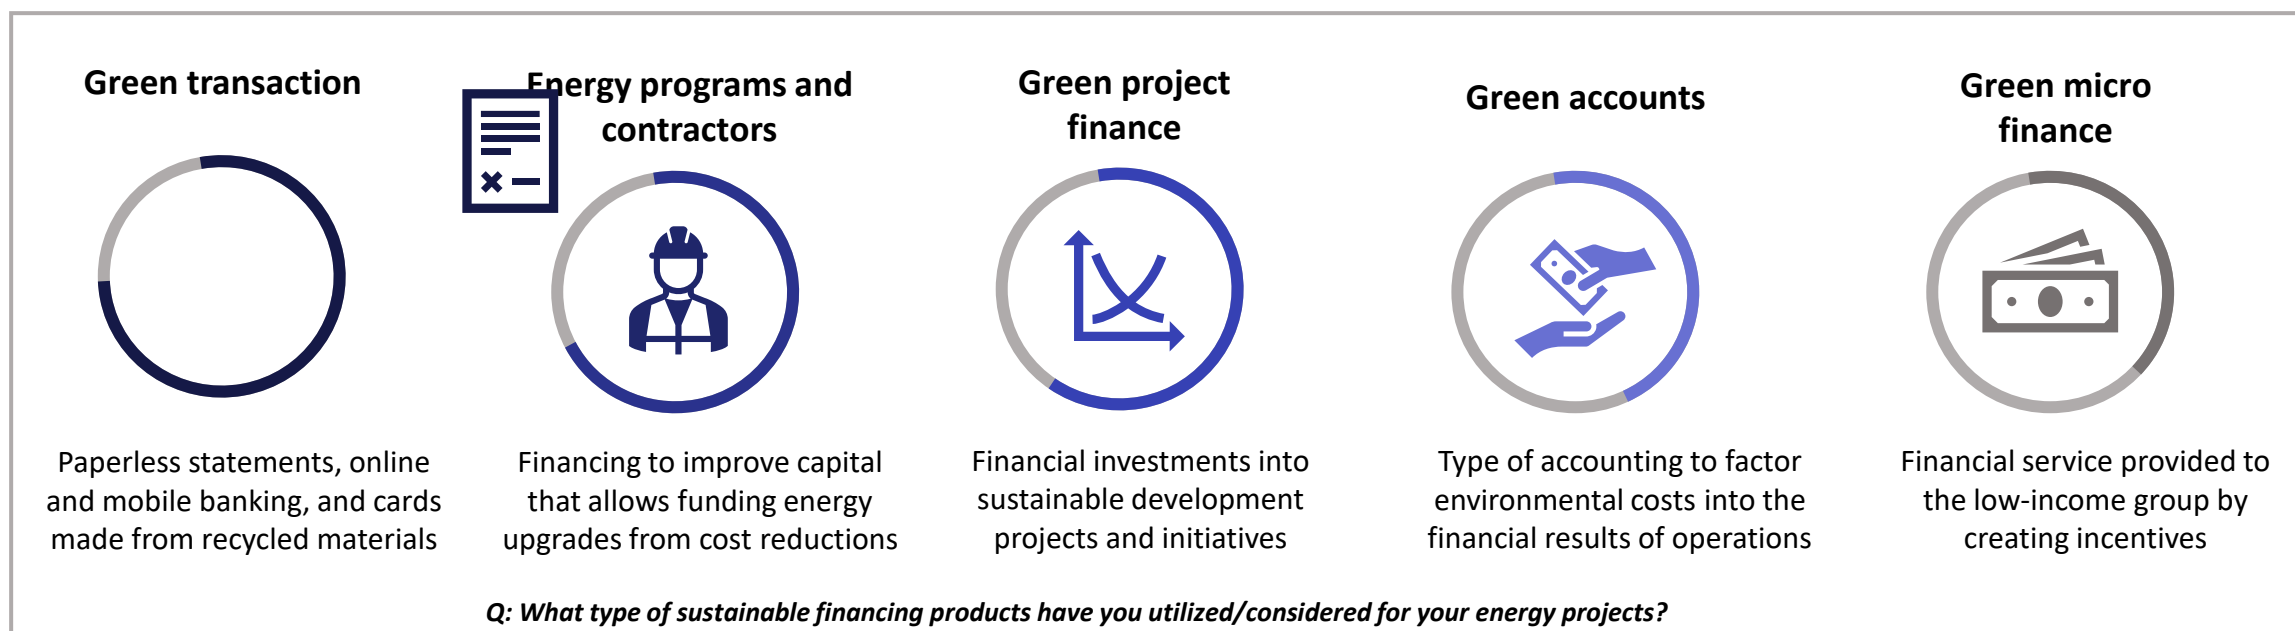 Green transaction
Paperless statements, online
and mobile banking, and cards
made from recycled materials
Energy programs and
contractors
Financing to improve capital
that allows funding energy
upgrades from cost reductions
Green project
finance
Financial investments into
sustainable development
projects and initiatives
Green accounts
Type of accounting to factor
environmental costs into the
financial results of operations
Green micro
finance
Financial service provided to
the low-income group by
creating incentives
Q: What type of sustainable financing products have you utilized/considered for your energy projects?